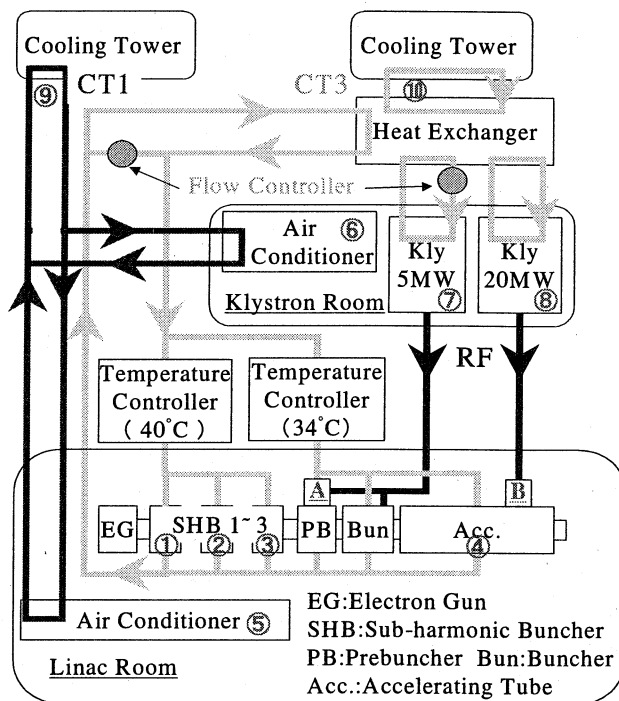 Cooling Tower
Cooling Tower
⑨
CT1
CT3
⑩
Heat Exchanger
Flow Controller
Air ⑥
Conditioner
Kly
5MW
⑦
Kly
20MW
⑧
Klystron Room
RF
Temperature
Controller
( 40°C )
Temperature
Controller
(34°C)
A
B
EG
SHB 1~3
PB
Bun
Acc.
①
②
③
④
Air Conditioner ⑤
Linac Room
EG:Electron Gun
SHB:Sub-harmonic Buncher
PB:Prebuncher Bun:Buncher
Acc.:Accelerating Tube